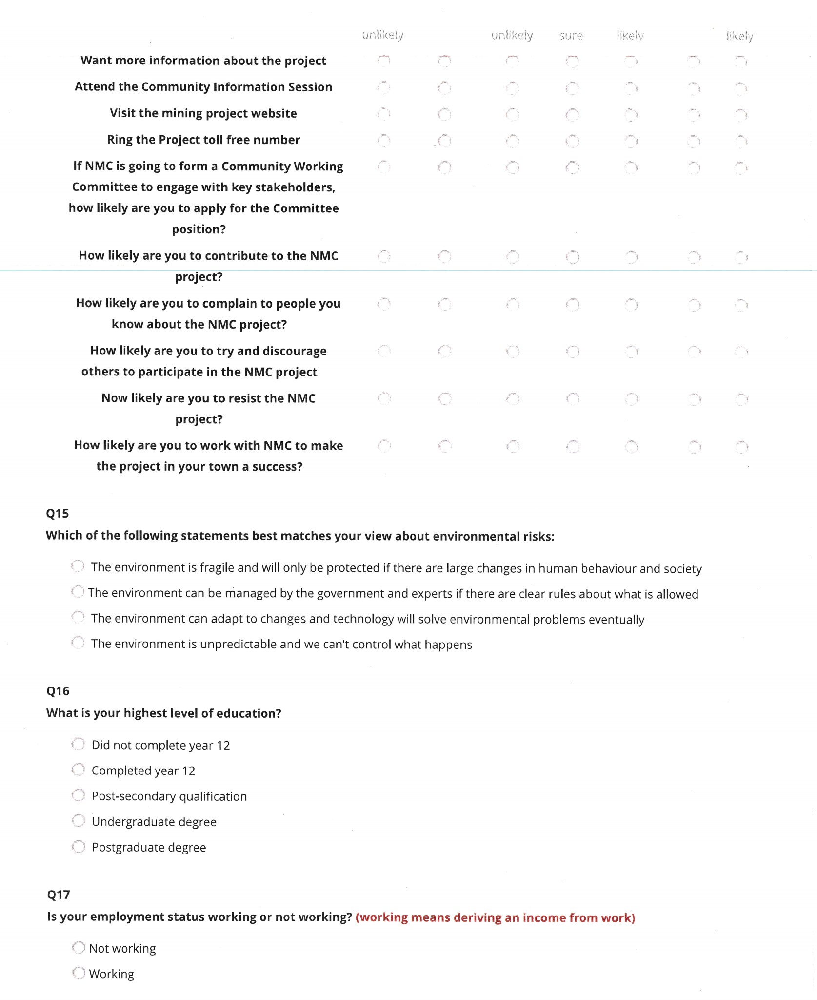 unlikely unlikely sure likely likely
Want more information about the project
Attend the Community Information Session
Visit the mining project website
Ring the Project toll free number
If NMC is going to form a Community Working
Committee to engage with key stakeholders,
how likely are you to apply for the Committee
position?
How likely are you to contribute to the NMC
project?
How likely are you to complain to people you
know about the NMC project?
How likely are you to try and discourage
others to participate in the NMC project
Now likely are you to resist the NMC
project?
How likely are you to work with NMC to make
the project in your town a success?
Q15
Which of the following statements best matches your view about environmental risks:
The environment is fragile and will only be protected if there are large changes in human behaviour and society
The environment can be managed by the government and experts if there are clear rules about what is allowed
The environment can adapt to changes and technology will solve environmental problems eventually
The environment is unpredictable and we can't control what happens
Q16
What is your highest level of education?
Did not complete year 12
Completed year 12
Post-secondary qualification
Undergraduate degree
Postgraduate degree
Q17
Is your employment status working or not working? (working means deriving an income from work)
Not working
Working